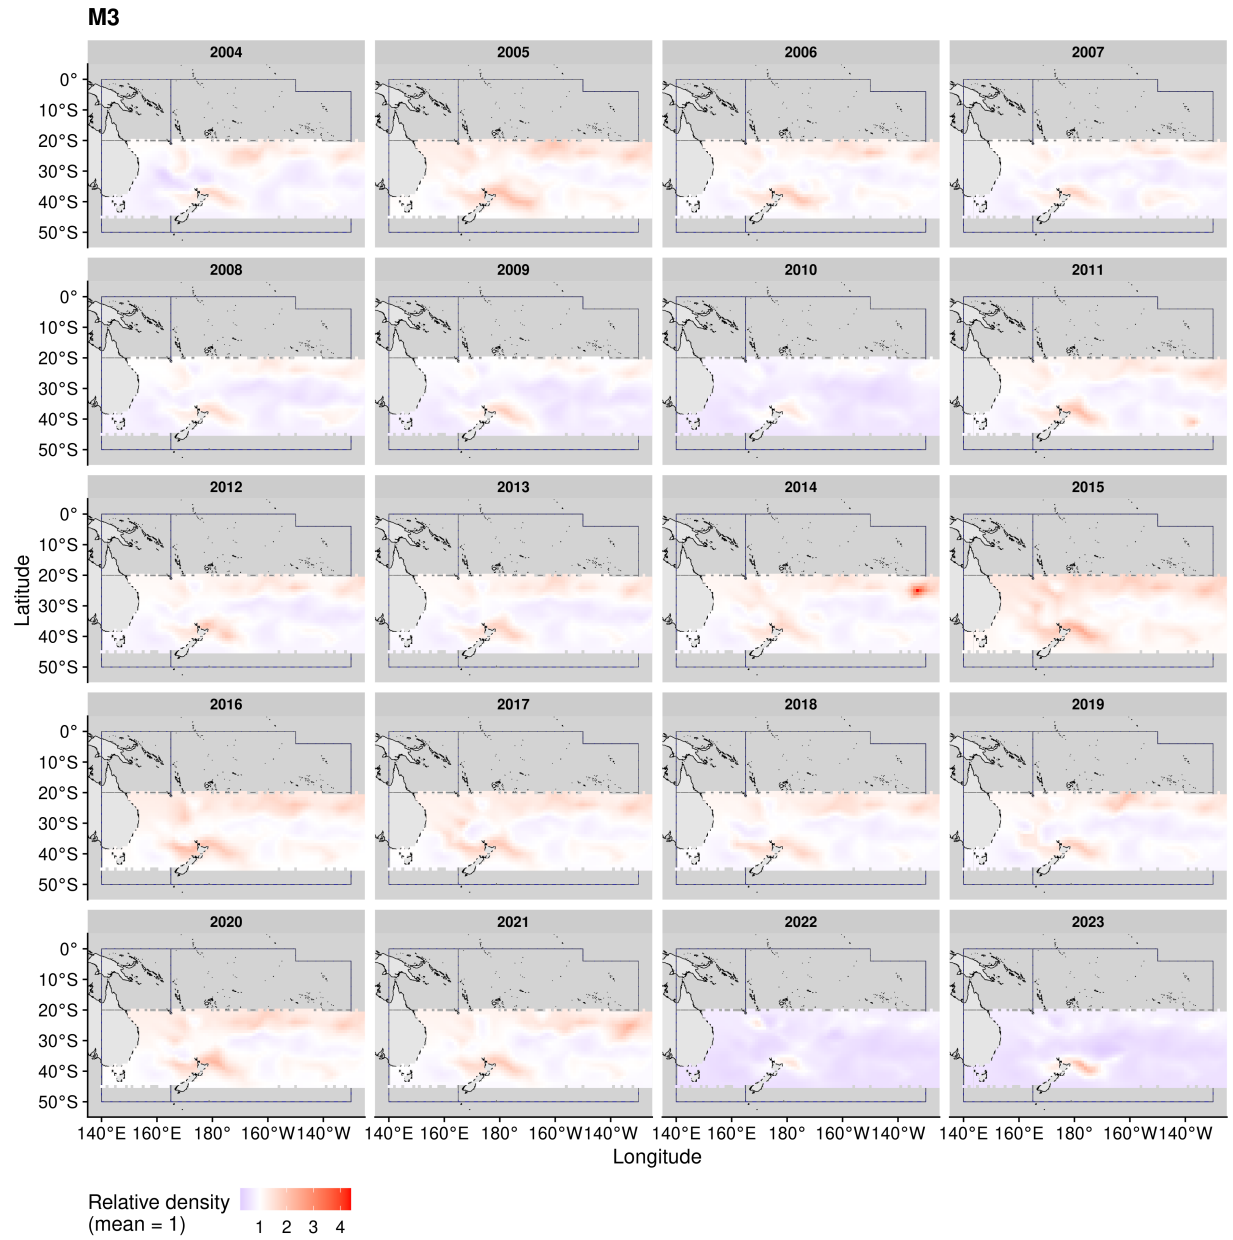 M3
2004 2005 2006 2007
0°
10°S
20°S
30°S
40°S
50°S
2008 2009 2010 2011
0°
10°S
20°S
30°S
40°S
50°S
2012 2013 2014 2015
0°
10°S
20°S
30°S
40°S
50°S
Latitude
2016 2017 2018 2019
0°
10°S
20°S
30°S
40°S
50°S
2020 2021 2022 2023
0°
10°S
20°S
30°S
40°S
50°S
140°E 160°E 180° 160°W 140°W 140°E 160°E 180° 160°W 140°W 140°E 160°E 180° 160°W 140°W 140°E 160°E 180° 160°W 140°W
Longitude
Relative density
(mean = 1)
1 2 3 4